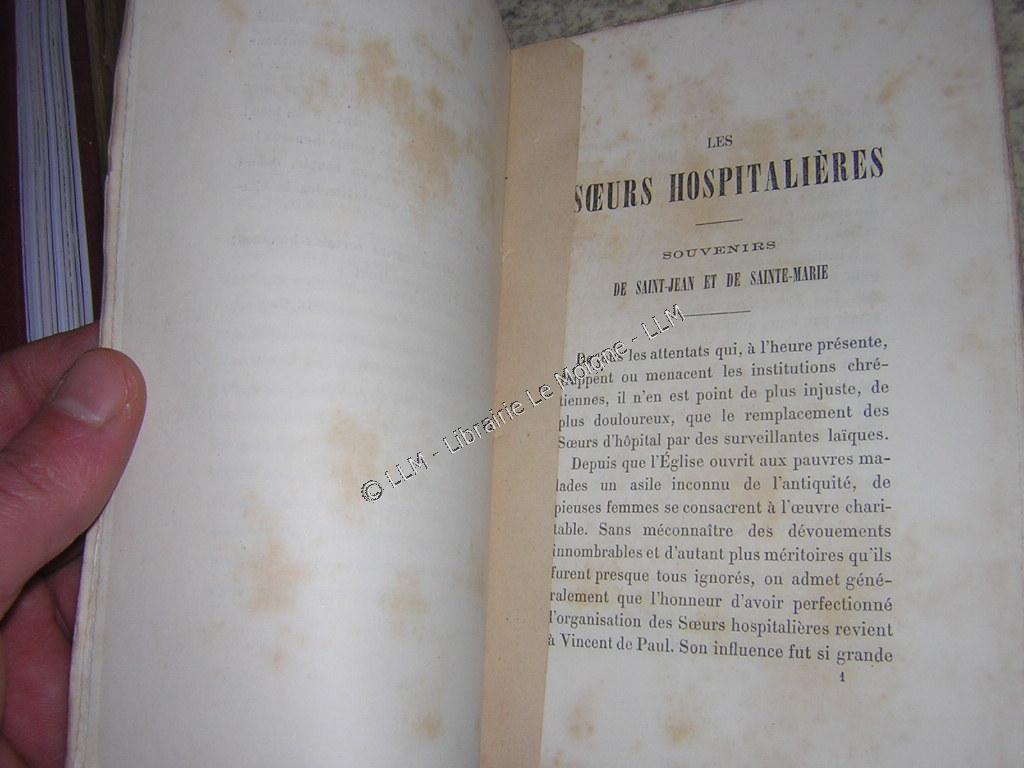 LES
SŒURS HOSPITALIÈRES
SOUVENIRS
DE SAINT-JEAN ET DE SAINTE-MARIE
les attentats qui, à l'heure présente,
ou menacent les institutions chré-
tiennes, il n'en est point de plus injuste, de
plus douloureux, que le remplacement des
Sœurs d'hôpital par des surveillantes laïques.
Depuis que l'Église ouvrit aux pauvres ma-
lades un asile inconnu de l'antiquité, de
pieuses femmes se consacrent à l'œuvre chari-
table. Sans méconnaître des dévouements
innombrables et d'autant plus méritoires qu'ils
furent presque tous ignorés, on admet géné-
ralement que l'honneur d'avoir perfectionné
l'organisation des Sœurs hospitalières revient
à Vincent de Paul. Son influence fut si grande
1
© LLM - Librairie Le Moigne - LLM